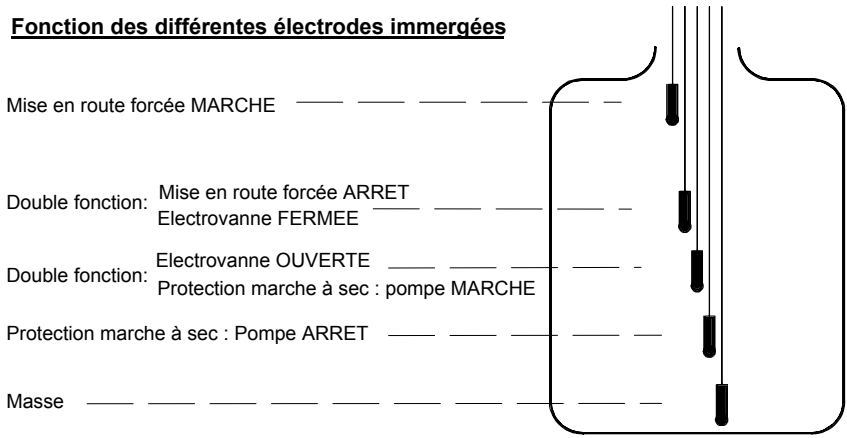 Fonction des différentes électrodes immergées
Mise en route forcée MARCHE
Double fonction: Mise en route forcée ARRET
Electrovanne FERMEE
Double fonction: Electrovanne OUVERTE
Protection marche à sec : pompe MARCHE
Protection marche à sec : Pompe ARRET
Masse